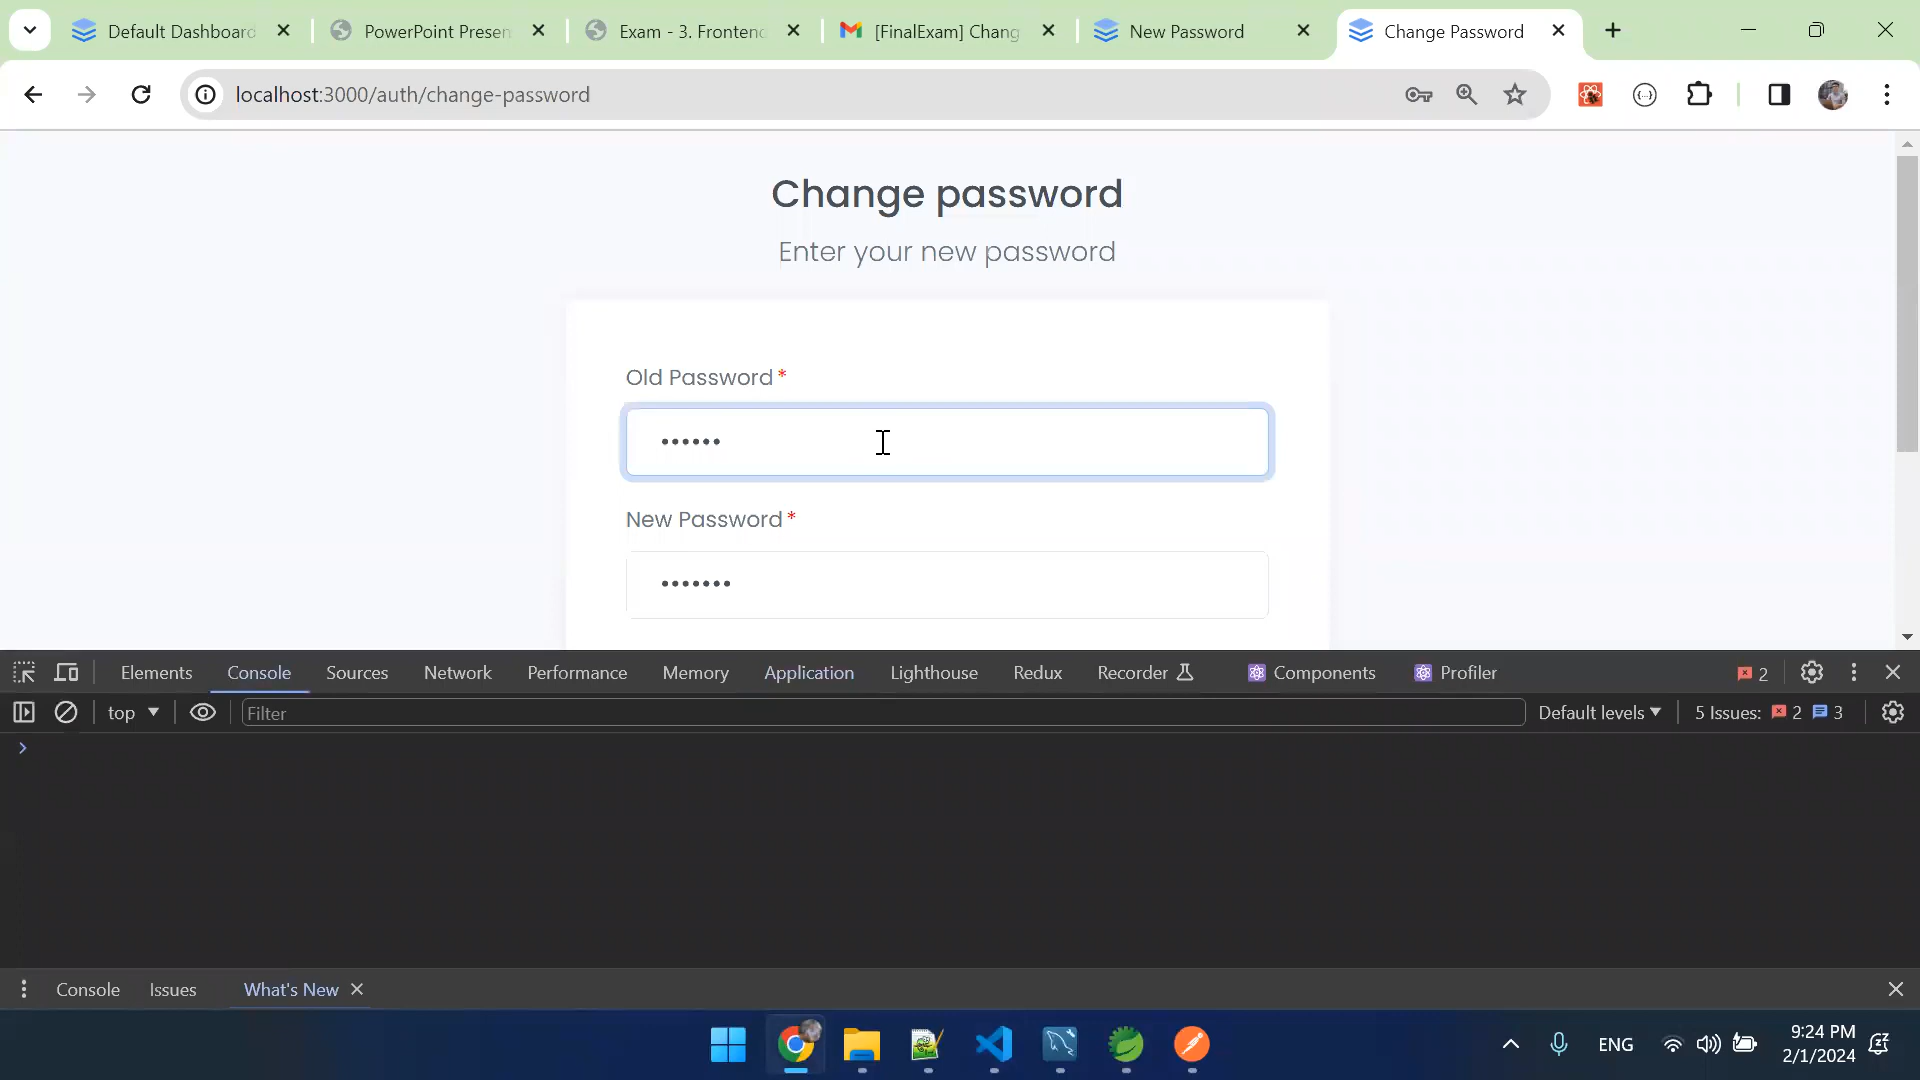 Default Dashboard
PowerPoint Presen
Exam - 3. Frontend
[FinalExam] Chang
New Password
Change Password
localhost:3000/auth/change-password
Change password
Enter your new password
Old Password *
••••••
New Password *
•••••••
Elements
Console
Sources
Network
Performance
Memory
Application
Lighthouse
Redux
Recorder
Components
Profiler
2
top
Filter
Default levels
5 Issues: 2 3
Console
Issues
What's New
ENG
9:24 PM
2/1/2024